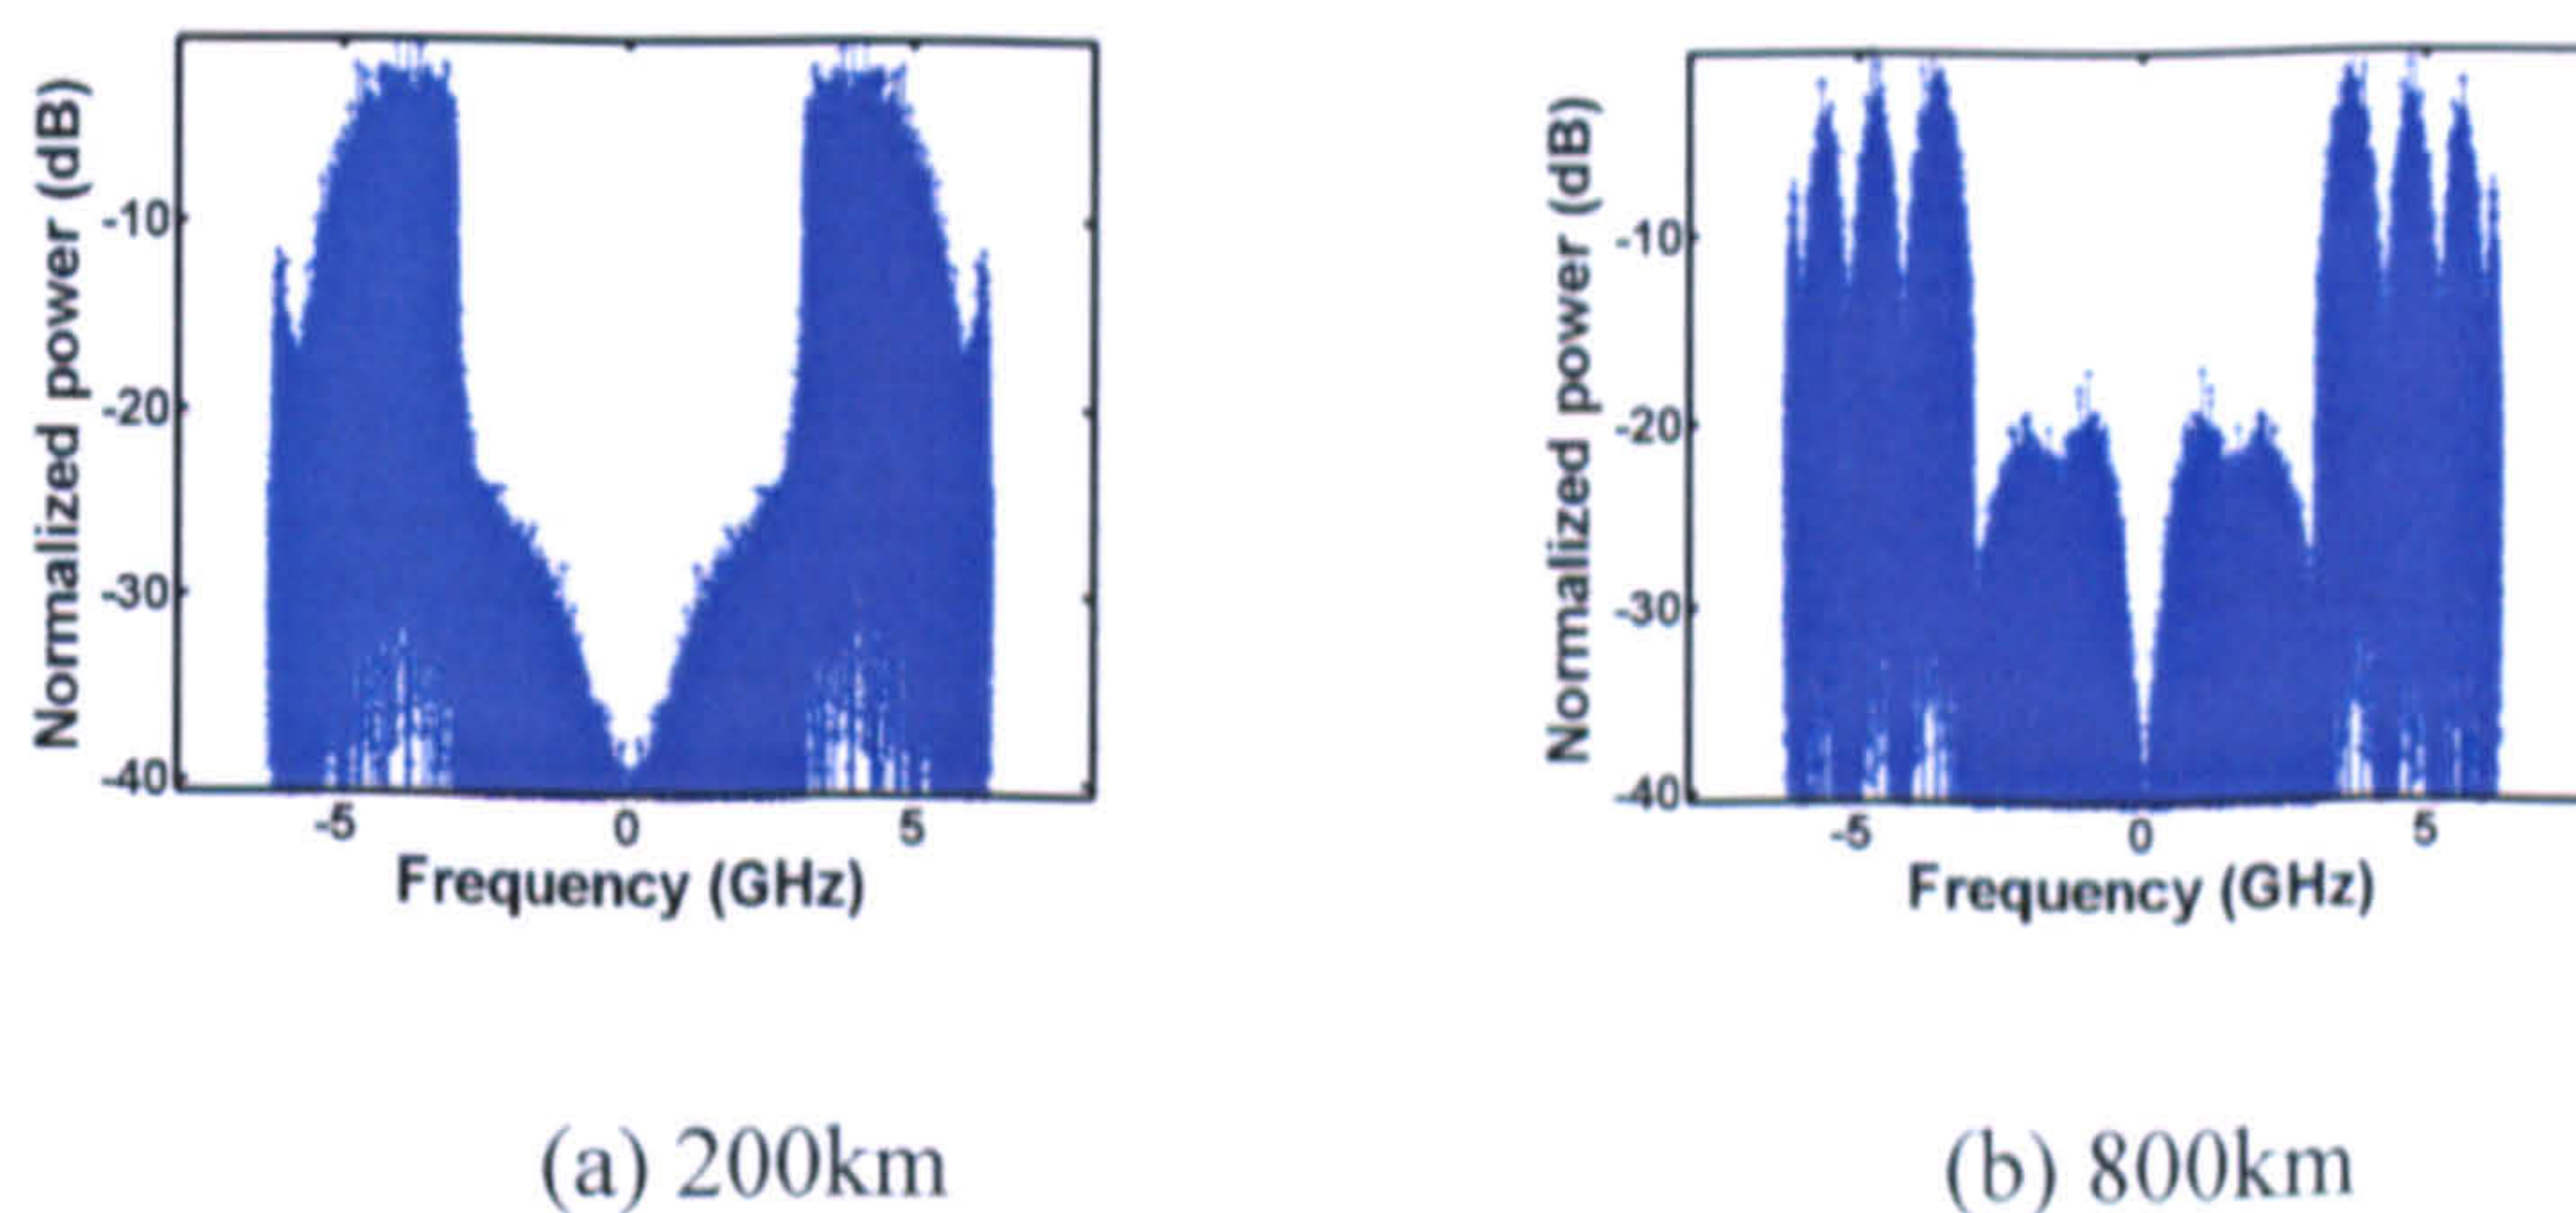 Normalized power (dB)
-10
-20
-30
-40
-5 0 5
Frequency (GHz)
(a) 200km
Normalized power (dB)
-10
-20
-30
-40
-5 0 5
Frequency (GHz)
(b) 800km